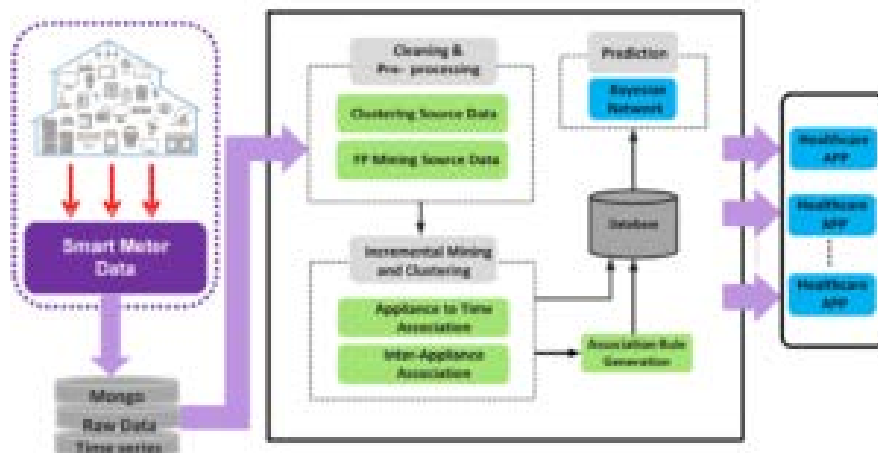 Smart Meter
Data
Mongo
Raw Data
Time series
Cleaning &
Pre- processing
Clustering Source Data
FP Mining Source Data
Incremental Mining
and Clustering
Appliance to Time
Association
Inter-Appliance
Association
Association Rule
Generation
Database
Prediction
Bayesian
Network
Healthcare
APP
Healthcare
APP
Healthcare
APP